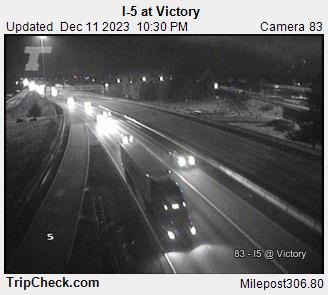 I-5 at Victory
Updated Dec 11 2023 10:30 PM Camera 83
T
S
83 - I5 @ Victory
TripCheck.com Milepost306.80